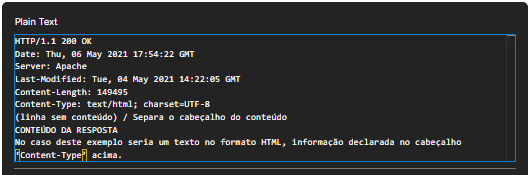 Plain Text
HTTP/1.1 200 OK
Date: Thu, 06 May 2021 17:54:22 GMT
Server: Apache
Last-Modified: Tue, 04 May 2021 14:22:05 GMT
Content-Length: 149495
Content-Type: text/html; charset=UTF-8
(linha sem conteúdo) / Separa o cabeçalho do conteúdo
CONTEÚDO DA RESPOSTA
No caso deste exemplo seria um texto no formato HTML, informação declarada no cabeçalho
“Content-Type” acima.